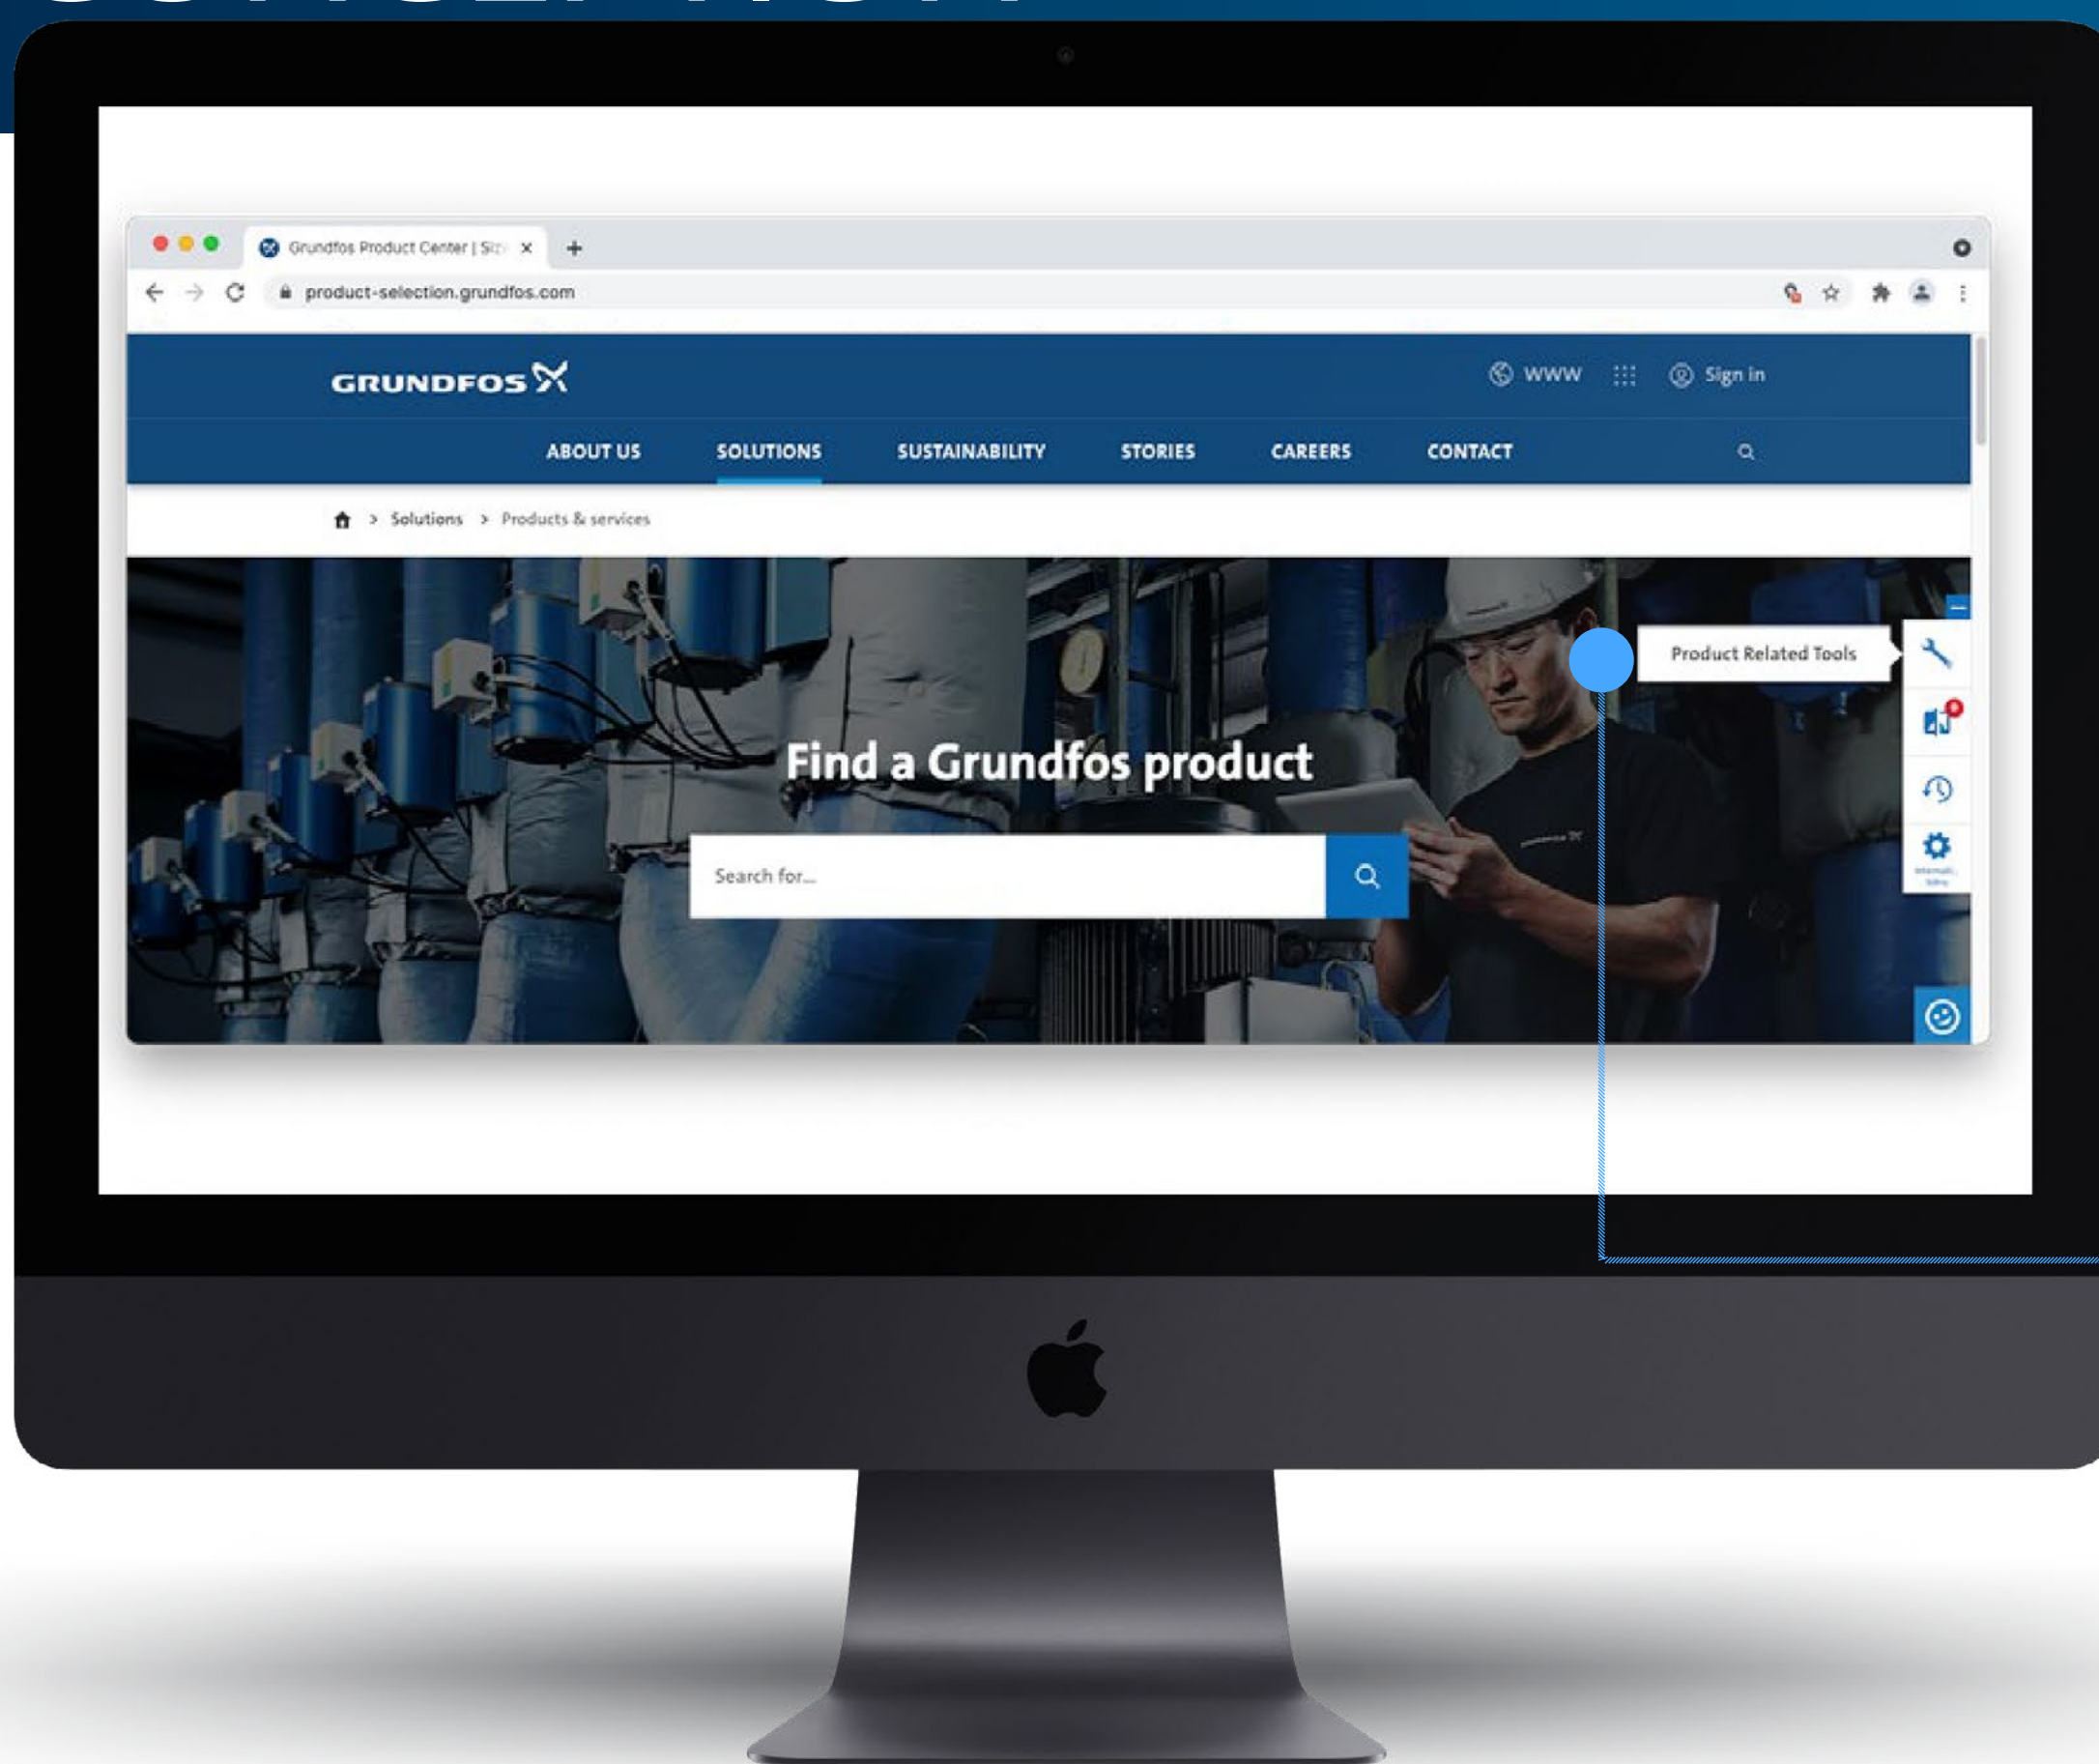 Grundfos Product Center | Siz
product-selection.grundfos.com
GRUNDFOS
WWW
Sign in
ABOUT US
SOLUTIONS
SUSTAINABILITY
STORIES
CAREERS
CONTACT
> Solutions > Products & services
Product Related Tools
Find a Grundfos product
Search for...